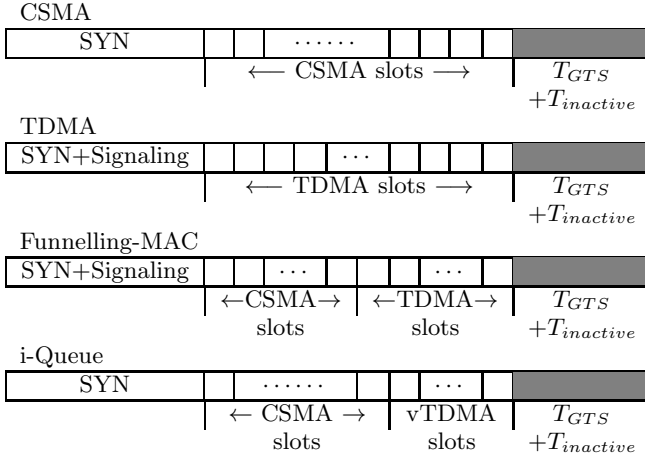 CSMA
SYN ......
← CSMA slots → T_GTS
+T_inactive
TDMA
SYN+Signaling ...
← TDMA slots → T_GTS
+T_inactive
Funnelling-MAC
SYN+Signaling ... ...
←CSMA→ ←TDMA→ T_GTS
slots slots +T_inactive
i-Queue
SYN ...... ...
← CSMA → vTDMA T_GTS
slots slots +T_inactive